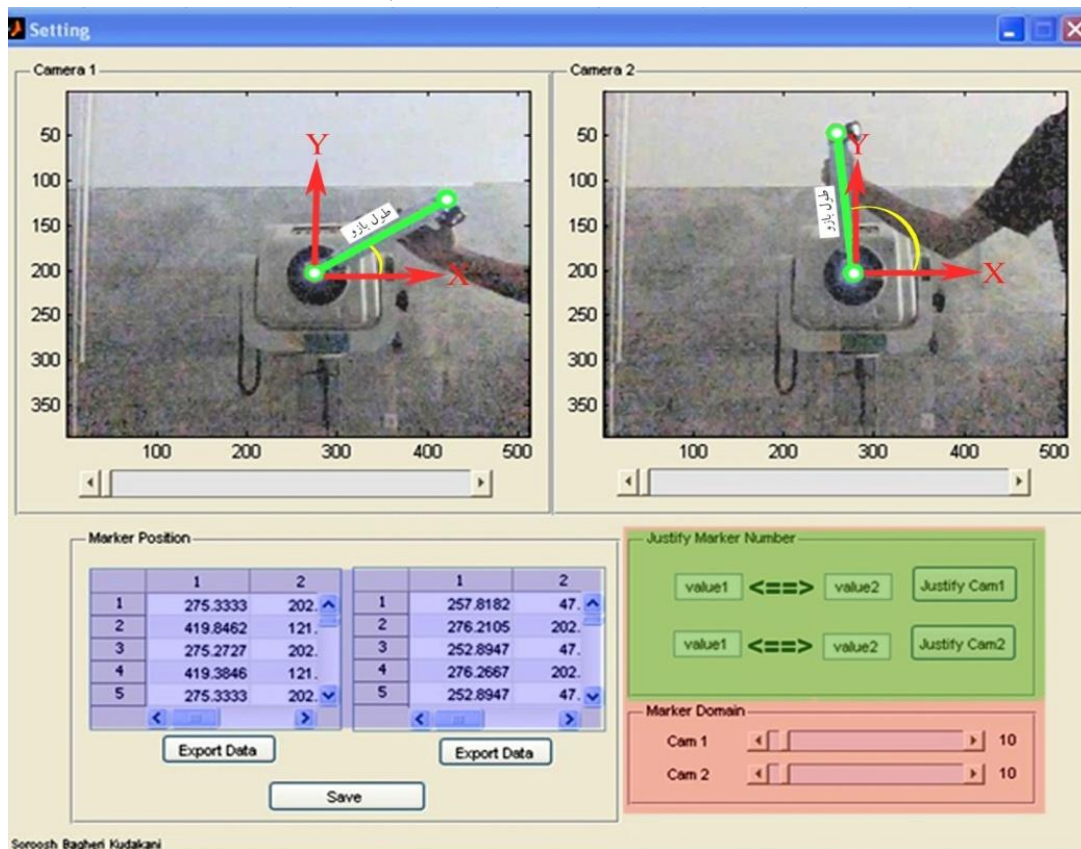 Setting
Camera 1
50
100
150
200
250
300
350
100 200 300 400 500
Y
X
طول بازو
Camera 2
50
100
150
200
250
300
350
100 200 300 400 500
Y
X
طول بازو
Marker Position
1 2
1 275.3333 202.
2 419.8462 121.
3 275.2727 202.
4 419.3846 121.
5 275.3333 202.
Export Data
1 2
1 257.8182 47.
2 276.2105 202.
3 252.8947 47.
4 276.2667 202.
5 252.8947 47.
Export Data
Save
Justify Marker Number
value1 <==> value2 Justify Cam1
value1 <==> value2 Justify Cam2
Marker Domain
Cam 1 10
Cam 2 10
Soroosh Bagheri Kudakani